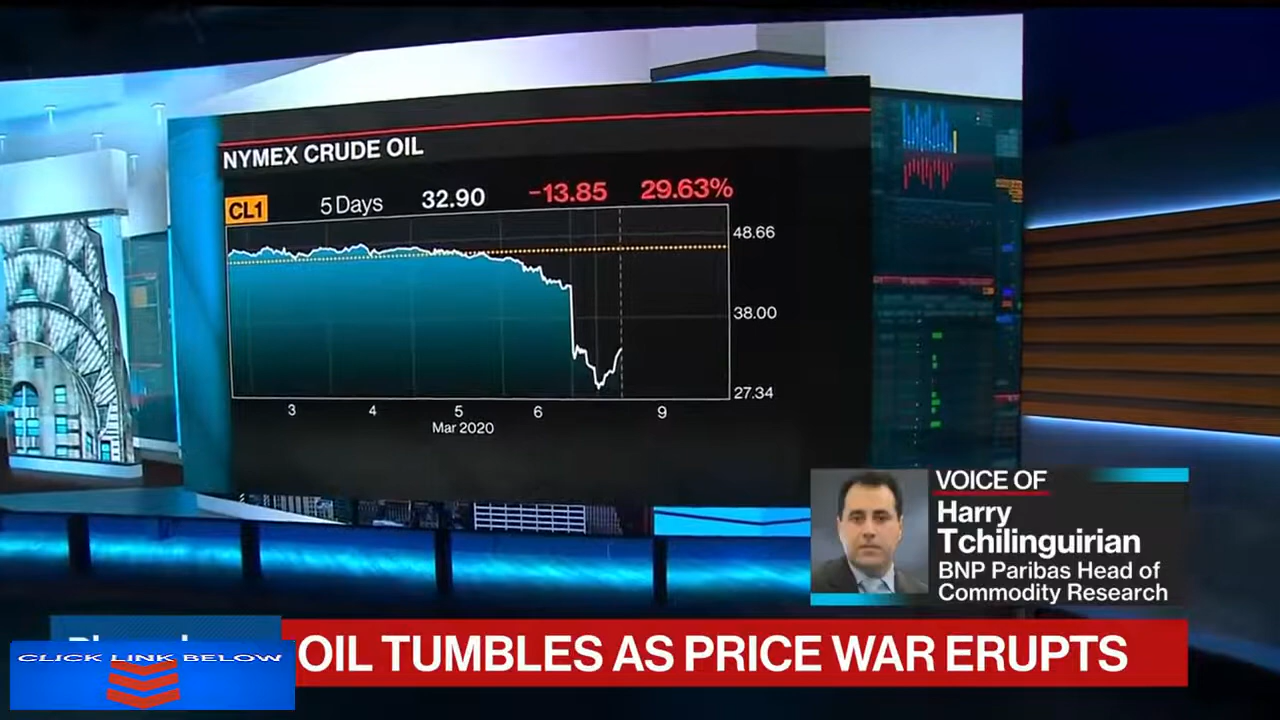 NYMEX CRUDE OIL
CL1 5 Days 32.90 -13.85 29.63%
48.66
38.00
27.34
3 4 5 6 9
Mar 2020
VOICE OF
Harry
Tchilinguirian
BNP Paribas Head of
Commodity Research
OIL TUMBLES AS PRICE WAR ERUPTS
CLICK LINK BELOW